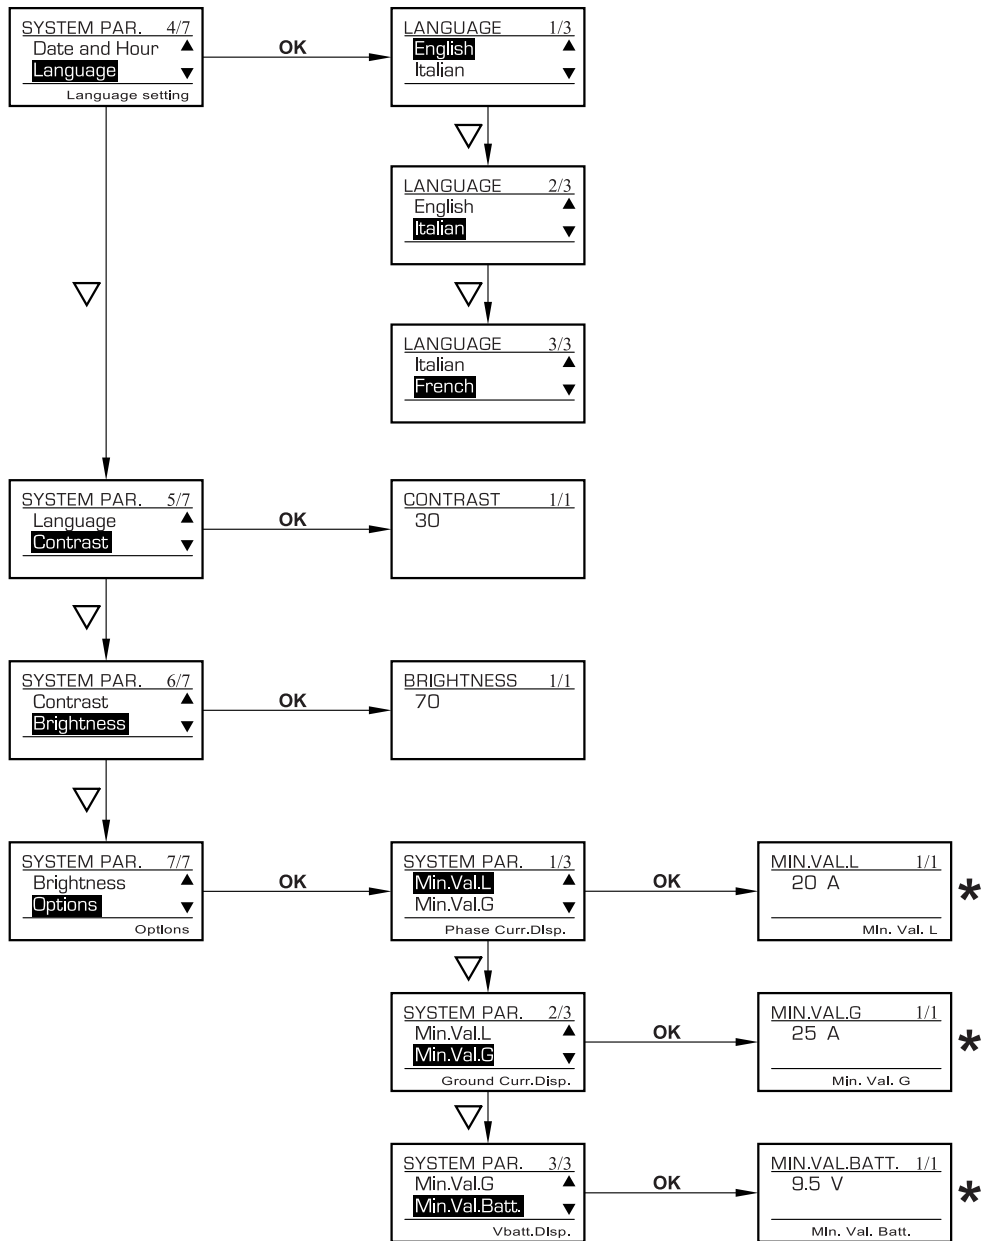 SYSTEM PAR. 4/7
Date and Hour ▲
Language ▼
Language setting
OK
LANGUAGE 1/3
English ▲
Italian ▼
LANGUAGE 2/3
English ▲
Italian ▼
LANGUAGE 3/3
Italian ▲
French ▼
SYSTEM PAR. 5/7
Language ▲
Contrast ▼
OK
CONTRAST 1/1
30
SYSTEM PAR. 6/7
Contrast ▲
Brightness ▼
OK
BRIGHTNESS 1/1
70
SYSTEM PAR. 7/7
Brightness ▲
Options ▼
Options
OK
SYSTEM PAR. 1/3
Min.Val.L ▲
Min.Val.G ▼
Phase Curr.Disp.
OK
MIN.VAL.L 1/1
20 A
Min. Val. L
*
SYSTEM PAR. 2/3
Min.Val.L ▲
Min.Val.G ▼
Ground Curr.Disp.
OK
MIN.VAL.G 1/1
25 A
Min. Val. G
*
SYSTEM PAR. 3/3
Min.Val.G ▲
Min.Val.Batt. ▼
Vbatt.Disp.
OK
MIN.VAL.BATT. 1/1
9.5 V
Min. Val. Batt.
*